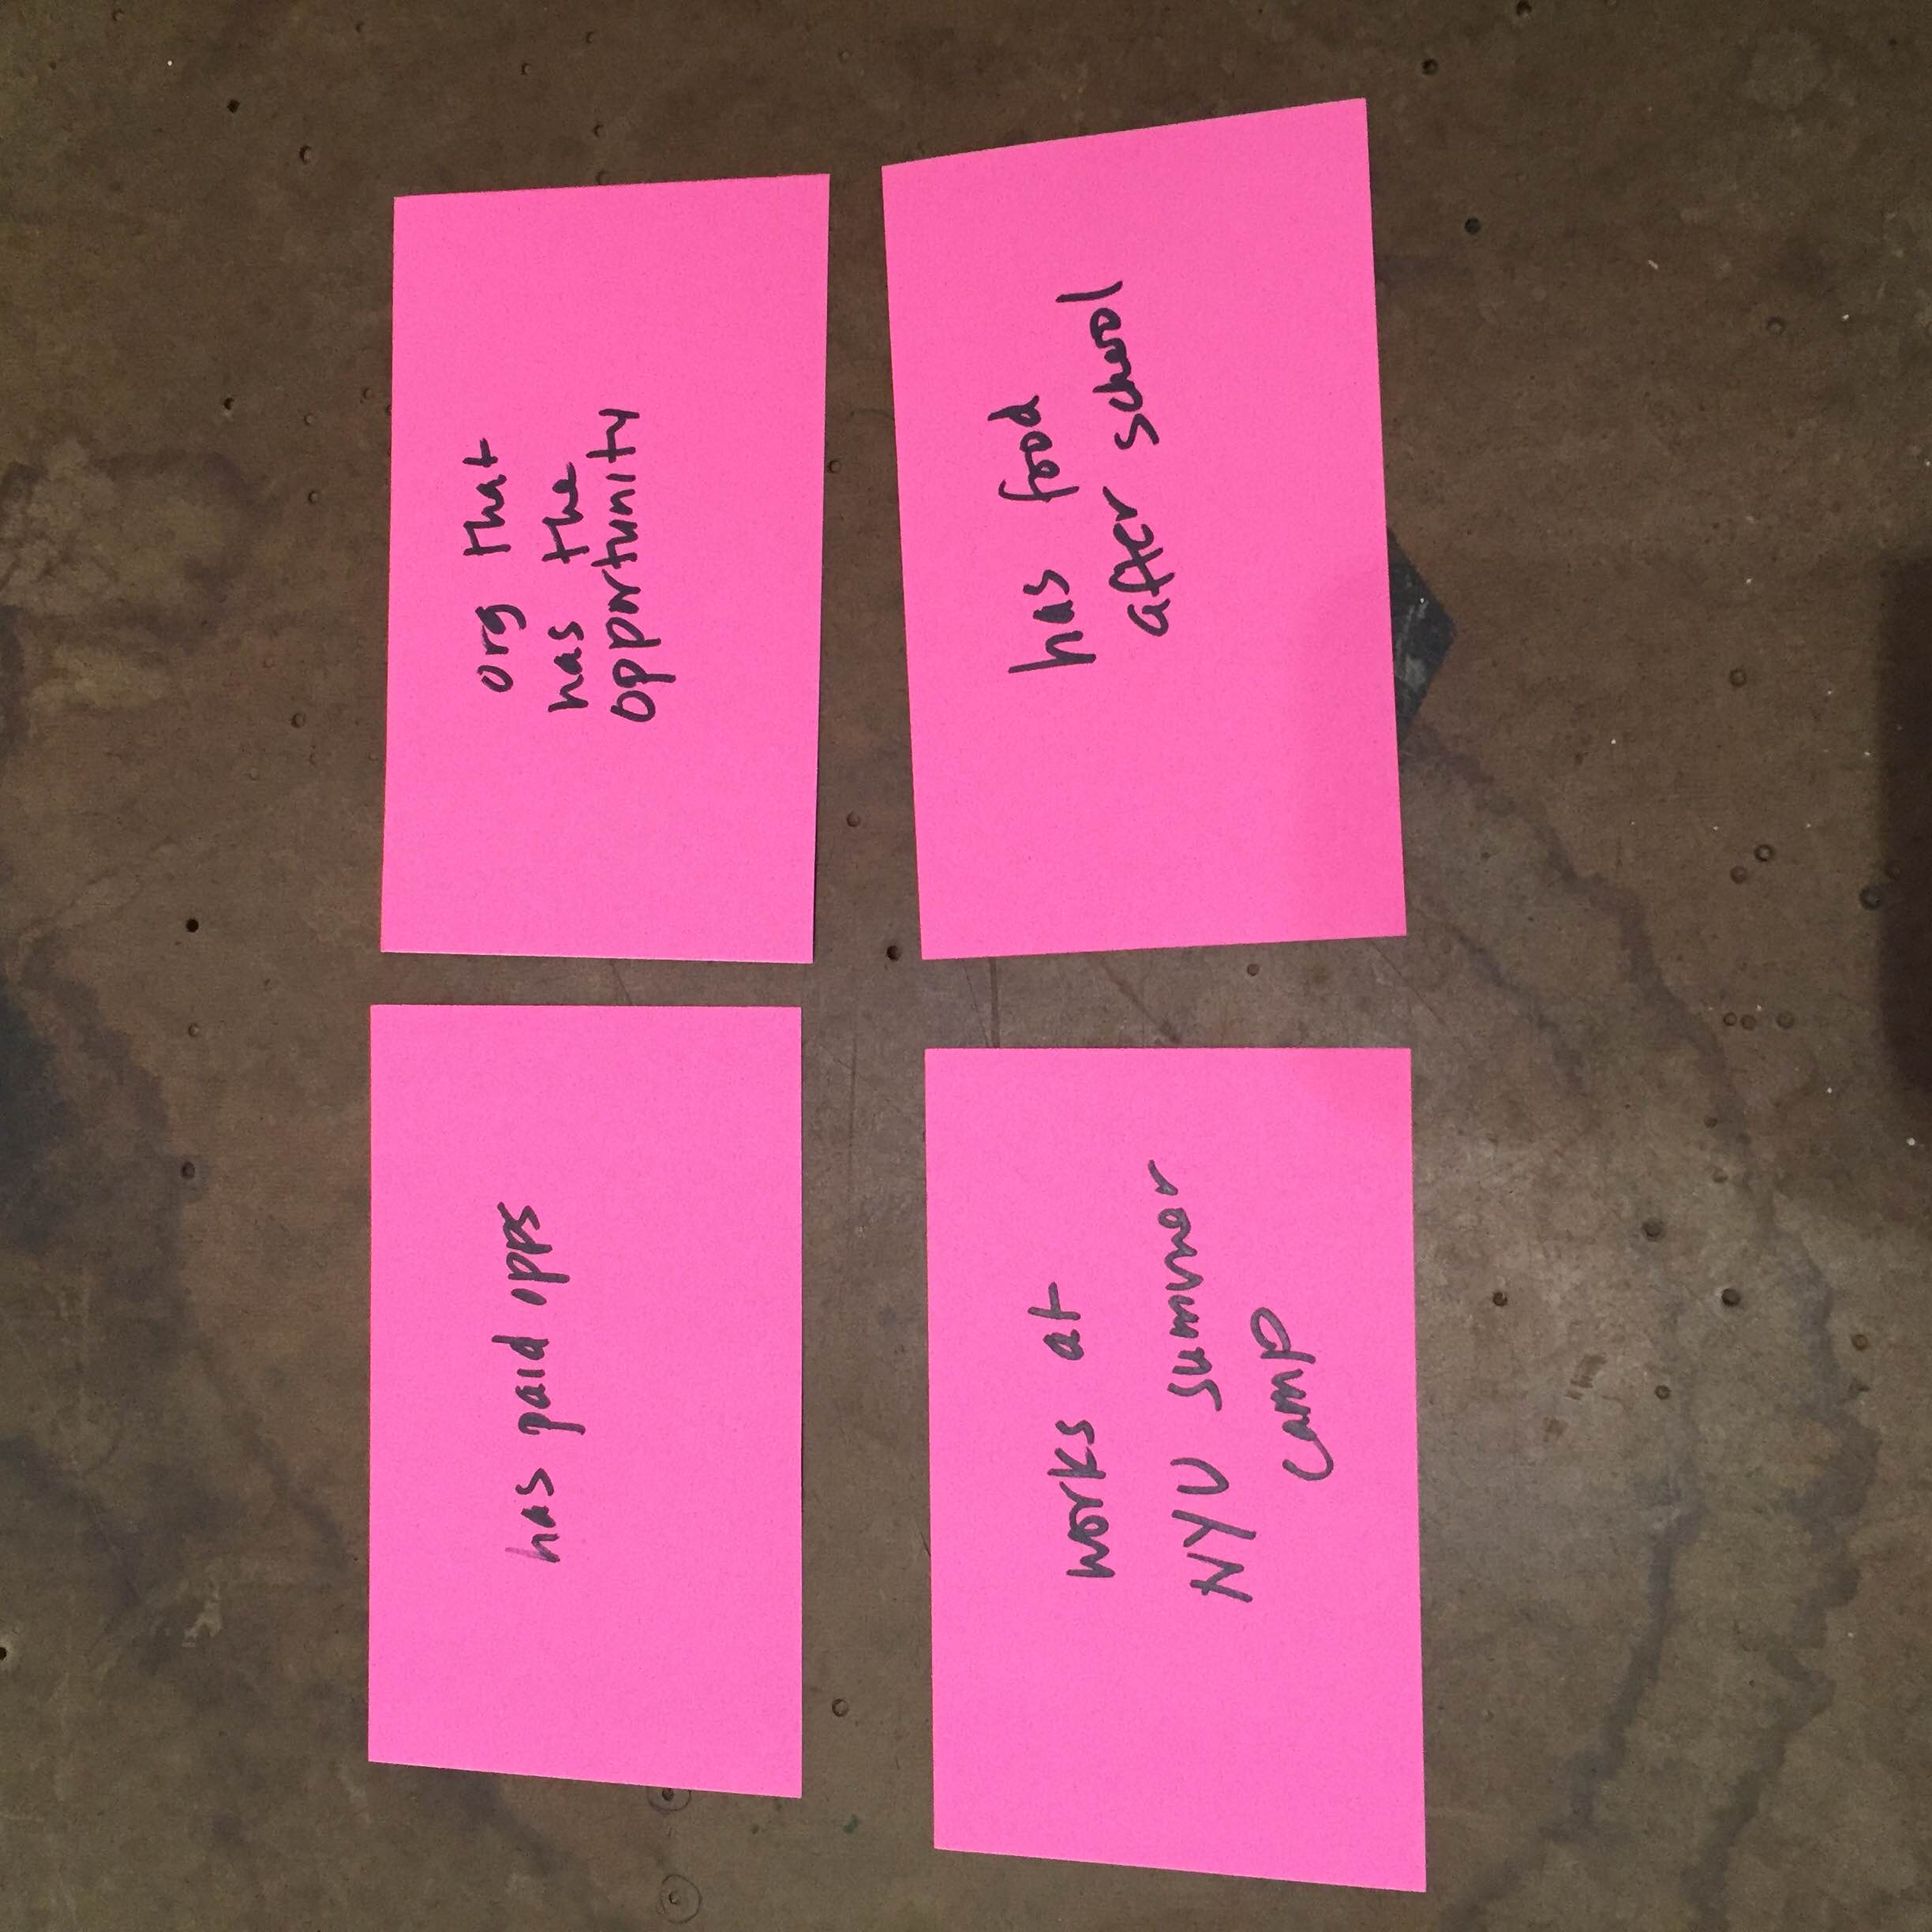 has paid opps
org that
has the
opportunity
works at
NYU summer
camp
has food
after school